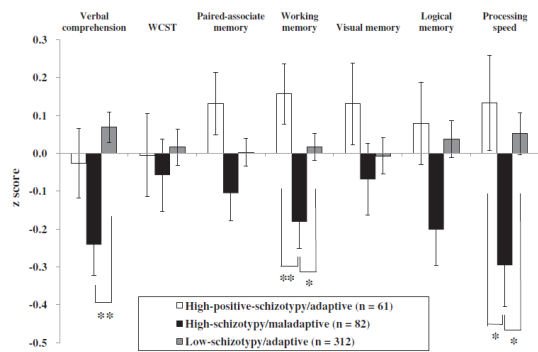 Verbal comprehension
WCST
Paired-associate memory
Working memory
Visual memory
Logical memory
Processing speed
0.3
0.2
0.1
0.0
-0.1
-0.2
-0.3
-0.4
-0.5
z score
**
**
*
*
*
High-positive-schizotypy/adaptive (n = 61)
High-schizotypy/maladaptive (n = 82)
Low-schizotypy/adaptive (n = 312)